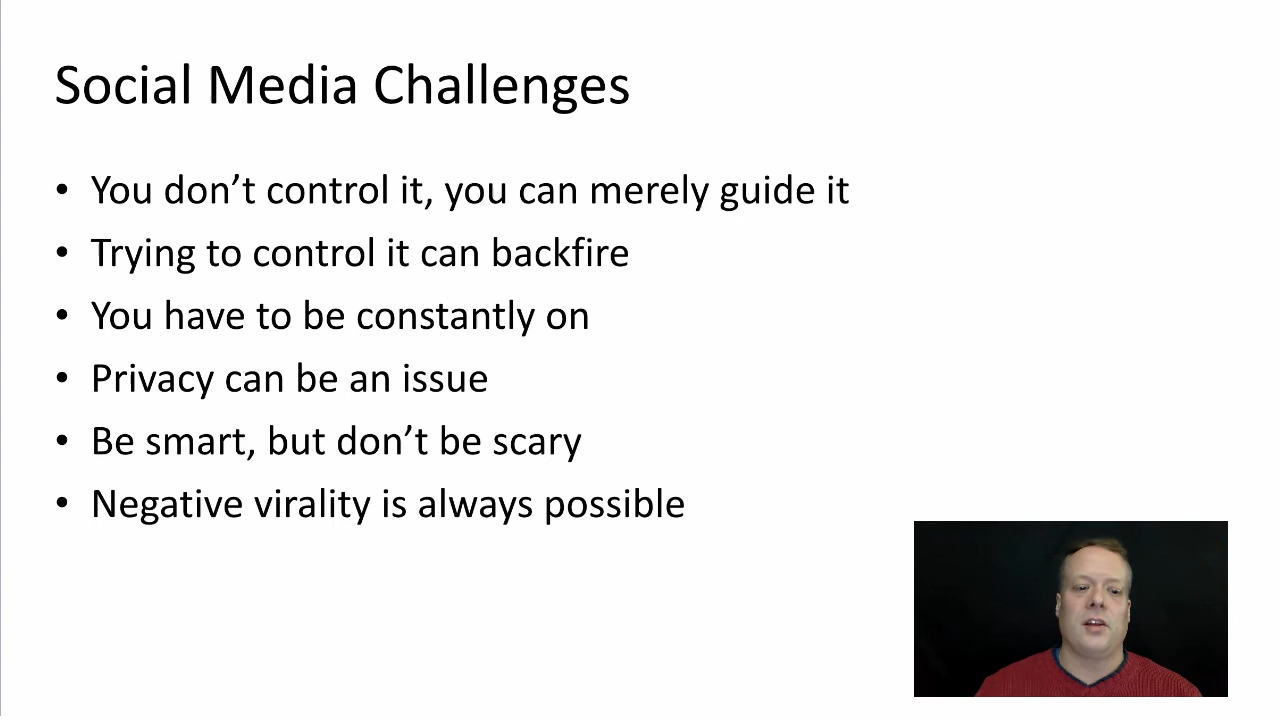 Social Media Challenges
• You don’t control it, you can merely guide it
• Trying to control it can backfire
• You have to be constantly on
• Privacy can be an issue
• Be smart, but don’t be scary
• Negative virality is always possible